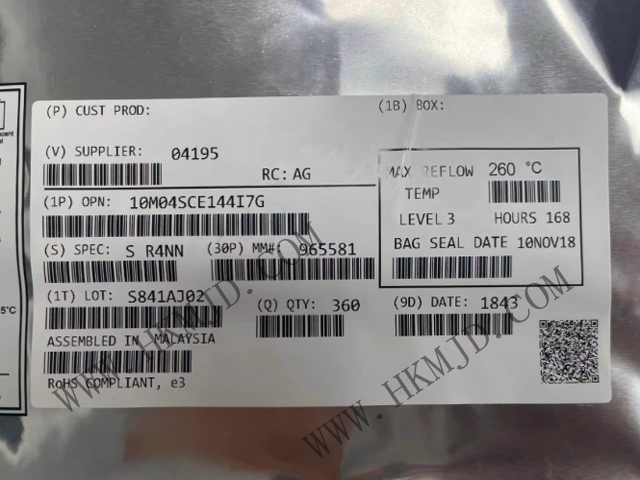 (P) CUST PROD:
(1B) BOX:
(V) SUPPLIER: 04195
RC: AG
MAX REFLOW 260 °C
TEMP
(1P) OPN: 10M04SCE144I7G
LEVEL 3 HOURS 168
(S) SPEC: S R4NN (30P) MM#: 965581
BAG SEAL DATE 10NOV18
(1T) LOT: S841AJ02
(Q) QTY: 360
(9D) DATE: 1843
ASSEMBLED IN MALAYSIA
RoHS COMPLIANT, e3
WWW.HKMJD.COM
WWW.HKMJD.COM